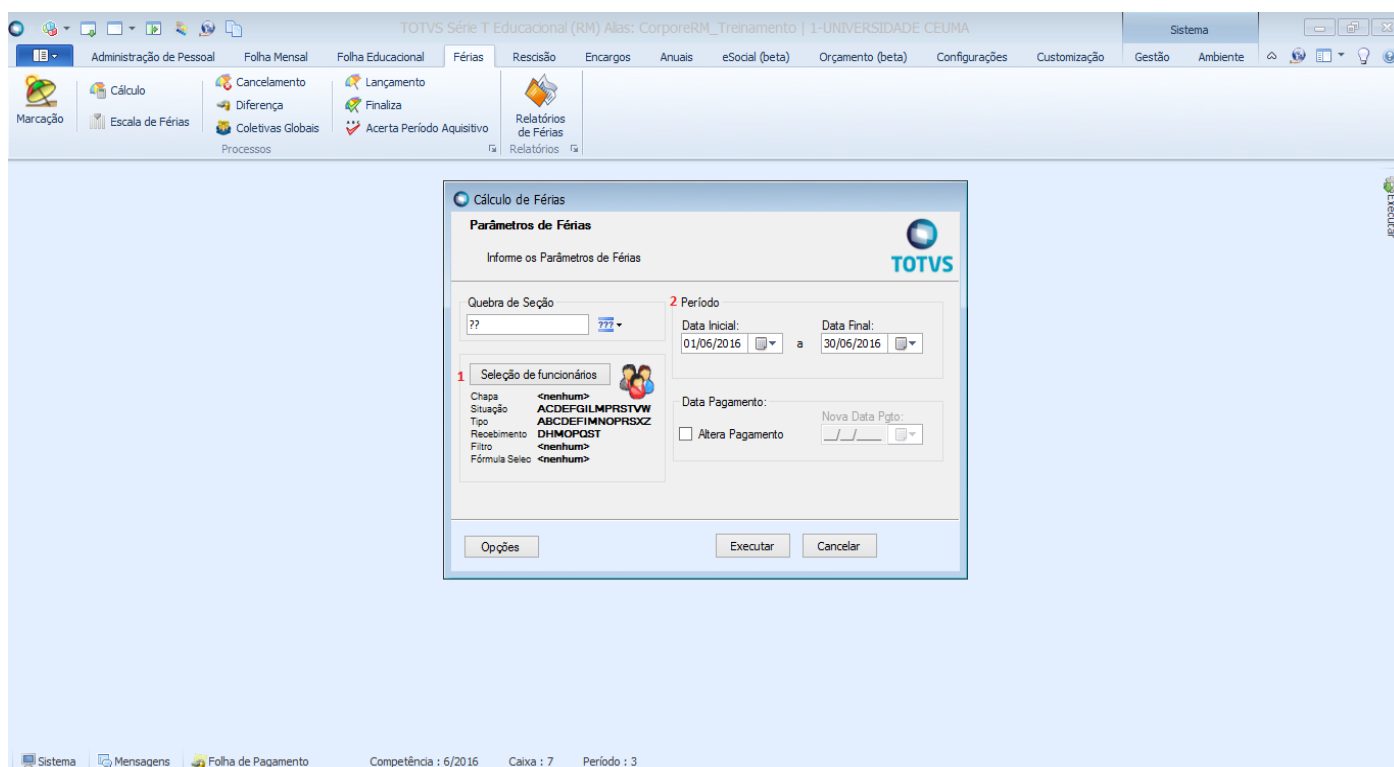 TOTVS Série T Educacional (RM) Alias: CorporeRM_Treinamento | 1-UNIVERSIDADE CEUMA
Sistema
Administração de Pessoal Folha Mensal Folha Educacional Férias Rescisão Encargos Anuais eSocial (beta) Orçamento (beta) Configurações Customização Gestão Ambiente
Marcação
Cálculo
Escala de Férias
Cancelamento
Diferença
Coletivas Globais
Lançamento
Finaliza
Acerta Período Aquisitivo
Processos
Relatórios
de Férias
Relatórios
Executar
Cálculo de Férias
Parâmetros de Férias
Informe os Parâmetros de Férias
TOTVS
Quebra de Seção
??
???
1 Seleção de funcionários
Chapa <nenhum>
Situação ACDEFGILMPRSTVW
Tipo ABCDEFIMNOPRSXZ
Recebimento DHMOPQST
Filtro <nenhum>
Fórmula Selec <nenhum>
2 Período
Data Inicial: Data Final:
01/06/2016 a 30/06/2016
Data Pagamento:
Nova Data Pgto:
Altera Pagamento __/__/____
Opções Executar Cancelar
Sistema Mensagens Folha de Pagamento Competência : 6/2016 Caixa : 7 Período : 3